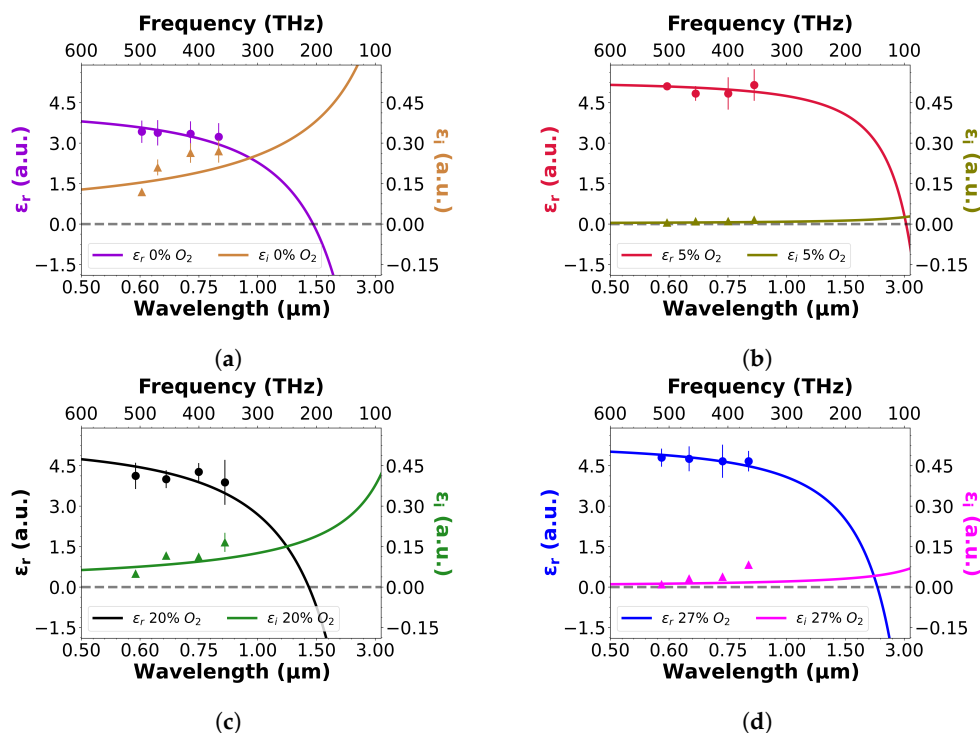 Frequency (THz)
600 500 400 300 200 100
εr (a.u.)
4.5
3.0
1.5
0.0
−1.5
0.45
0.30
0.15
0.00
−0.15
εi (a.u.)
εr 0% O2
εi 0% O2
0.50 0.60 1.00 1.50 3.00
Wavelength (μm)
(a)
Frequency (THz)
600 500 400 300 200 100
εr (a.u.)
4.5
3.0
1.5
0.0
−1.5
0.45
0.30
0.15
0.00
−0.15
εi (a.u.)
εr 5% O2
εi 5% O2
0.50 0.60 0.75 1.00 1.50 3.00
Wavelength (μm)
(b)
Frequency (THz)
600 500 400 300 200 100
εr (a.u.)
4.5
3.0
1.5
0.0
−1.5
0.45
0.30
0.15
0.00
−0.15
εi (a.u.)
εr 20% O2
εi 20% O2
0.50 0.60 0.75 1.00 1.50 3.00
Wavelength (μm)
(c)
Frequency (THz)
600 500 400 300 200 100
εr (a.u.)
4.5
3.0
1.5
0.0
−1.5
0.45
0.30
0.15
0.00
−0.15
εi (a.u.)
εr 27% O2
εi 27% O2
0.50 0.60 0.75 1.00 1.50 3.00
Wavelength (μm)
(d)